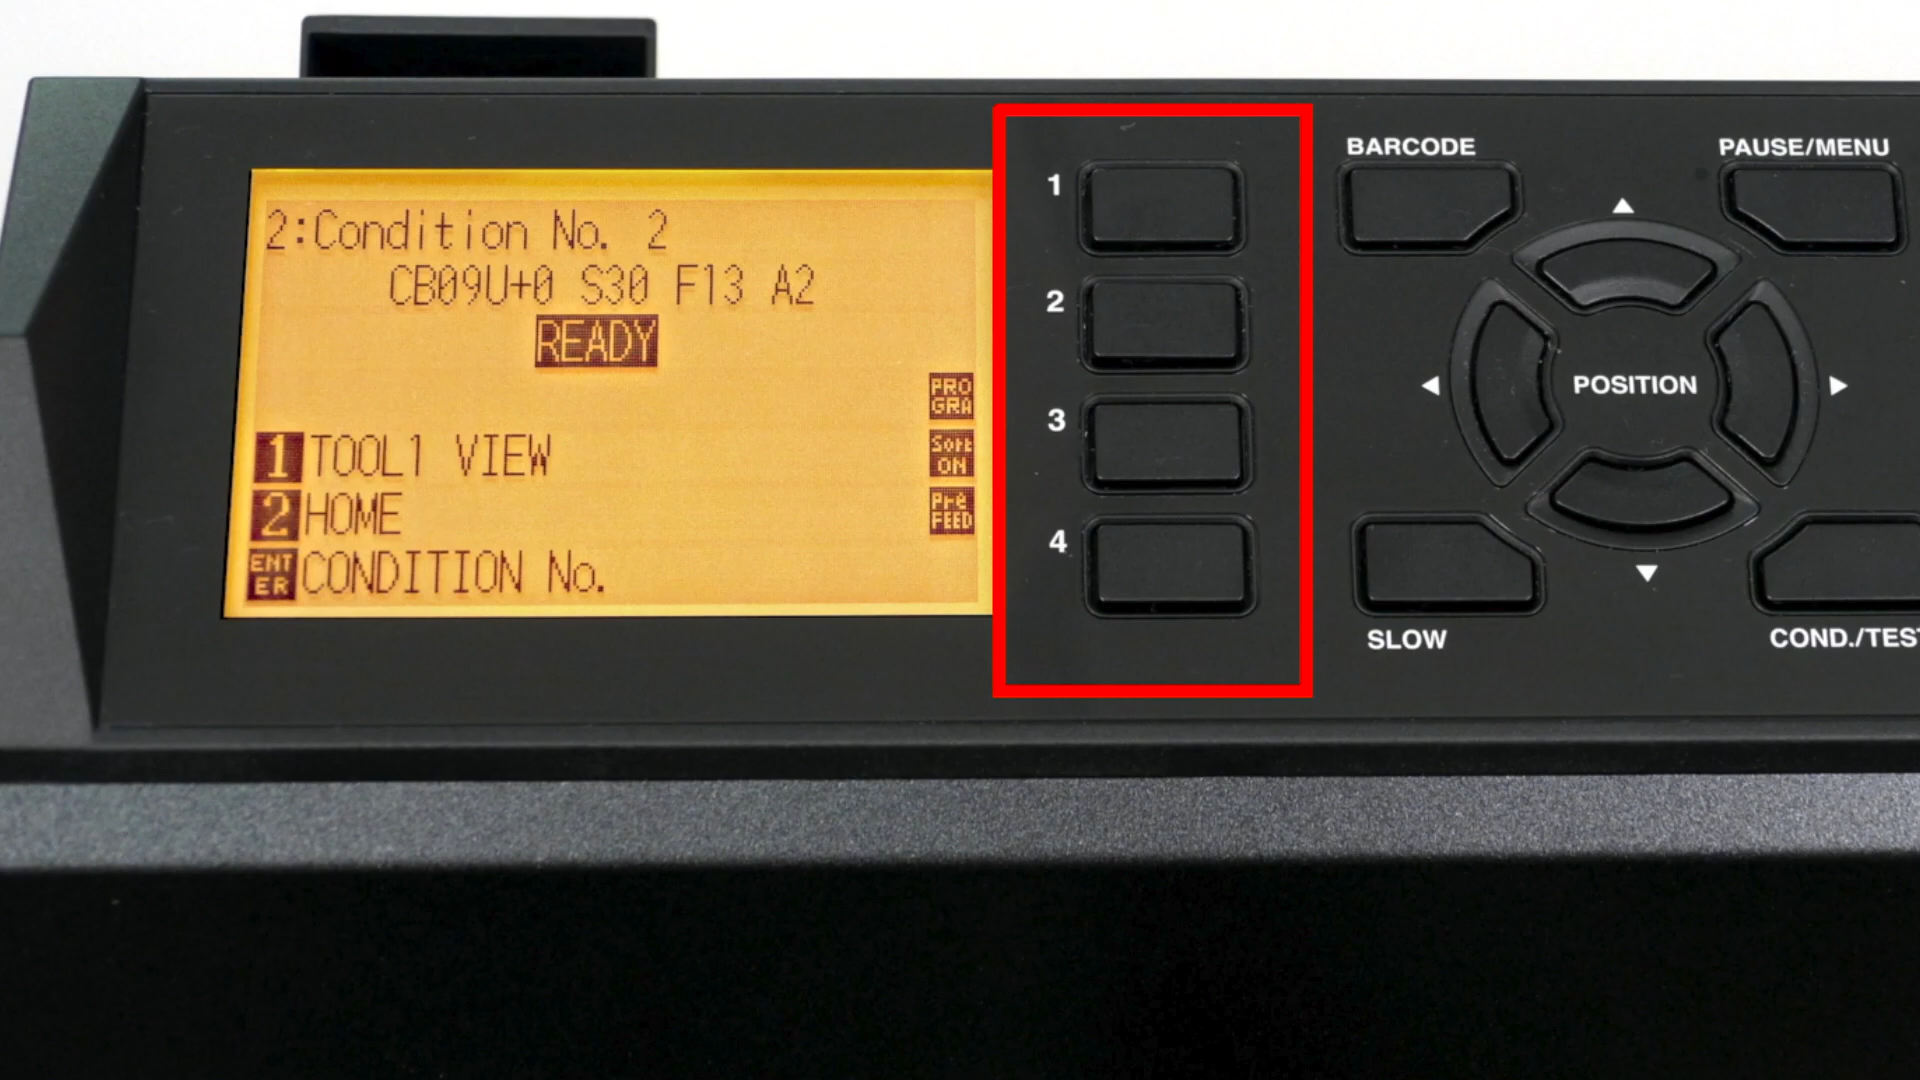 2:Condition No. 2
CB09U+0 S30 F13 A2
READY
PRO
GRA
1 TOOL1 VIEW
Sort
ON
2 HOME
Pre
FEED
ENT
ER CONDITION No.
1
2
3
4
BARCODE
PAUSE/MENU
POSITION
SLOW
COND./TEST